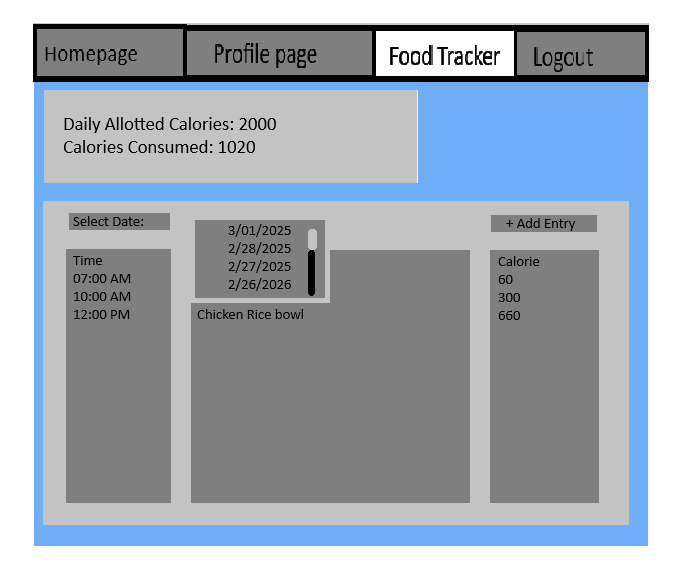 Homepage
Profile page
Food Tracker
Logout
Daily Allotted Calories: 2000
Calories Consumed: 1020
Select Date:
3/01/2025
2/28/2025
2/27/2025
2/26/2026
+ Add Entry
Time
07:00 AM
10:00 AM
12:00 PM
Chicken Rice bowl
Calorie
60
300
660